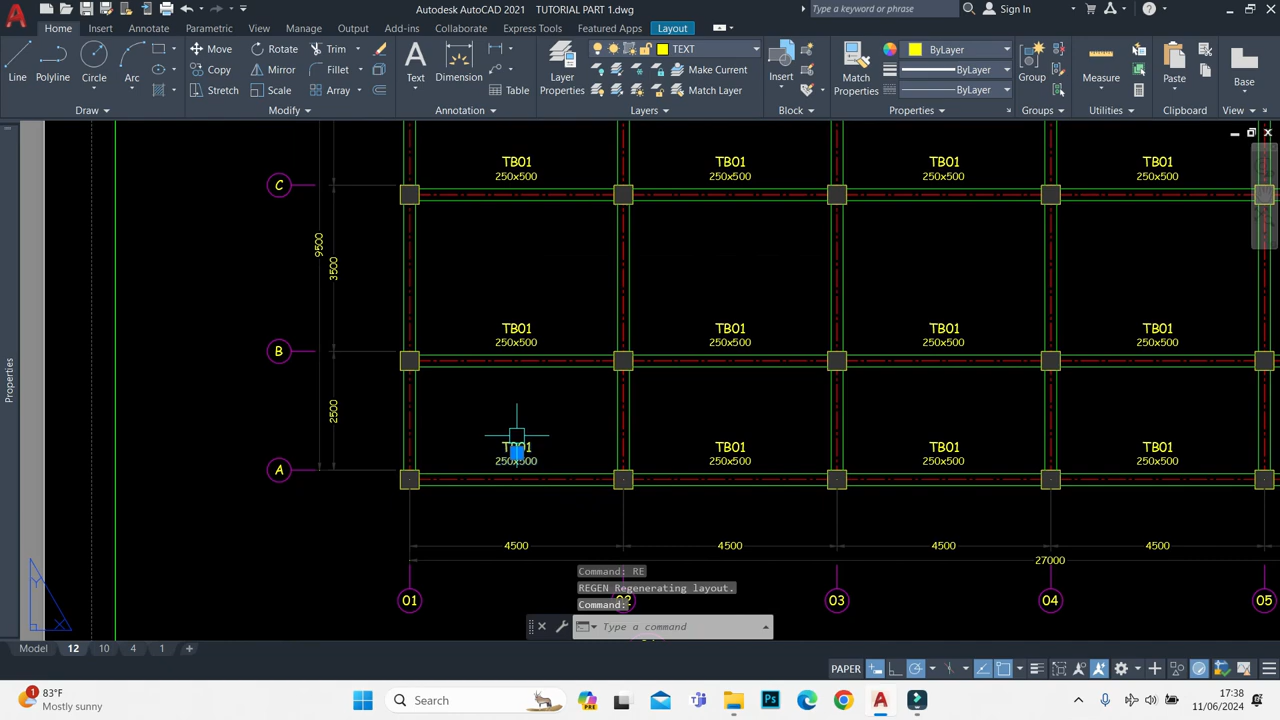 Autodesk AutoCAD 2021 TUTORIAL PART 1.dwg
Type a keyword or phrase
Sign In
Home Insert Annotate Parametric View Manage Output Add-ins Collaborate Express Tools Featured Apps Layout
Line Polyline Circle Arc
Move Rotate Trim
Copy Mirror Fillet
Stretch Scale Array
Text Dimension Table
Layer Properties
TEXT
Make Current
Match Layer
Insert
Match Properties
ByLayer
ByLayer
ByLayer
Group
Measure
Paste
Base
Draw Modify Annotation Layers Block Properties Groups Utilities Clipboard View
Properties
TB01 TB01 TB01 TB01
250x500 250x500 250x500 250x500
C
9500
3500
TB01 TB01 TB01 TB01
250x500 250x500 250x500 250x500
B
2500
TB01 TB01 TB01 TB01
250x500 250x500 250x500 250x500
A
4500 4500 4500 4500
27000
01 02 03 04 05
Y
X
Command: RE
REGEN Regenerating layout.
Command:
Type a command
Model 12 10 4 1 +
PAPER
1
83°F
Mostly sunny
Search
PRE
Ps
A
17:38
11/06/2024